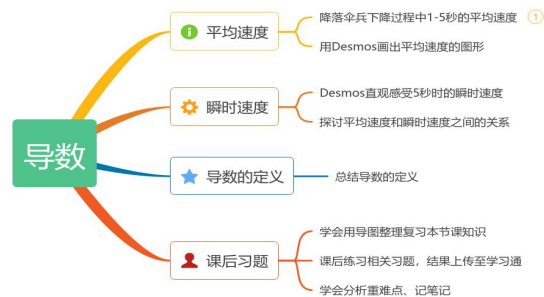 导数
平均速度
降落伞兵下降过程中1-5秒的平均速度 1
用Desmos画出平均速度的图形
瞬时速度
Desmos直观感受5秒时的瞬时速度
探讨平均速度和瞬时速度之间的关系
导数的定义
总结导数的定义
课后习题
学会用导图整理复习本节课知识
课后练习相关习题，结果上传至学习通
学会分析重难点、记笔记